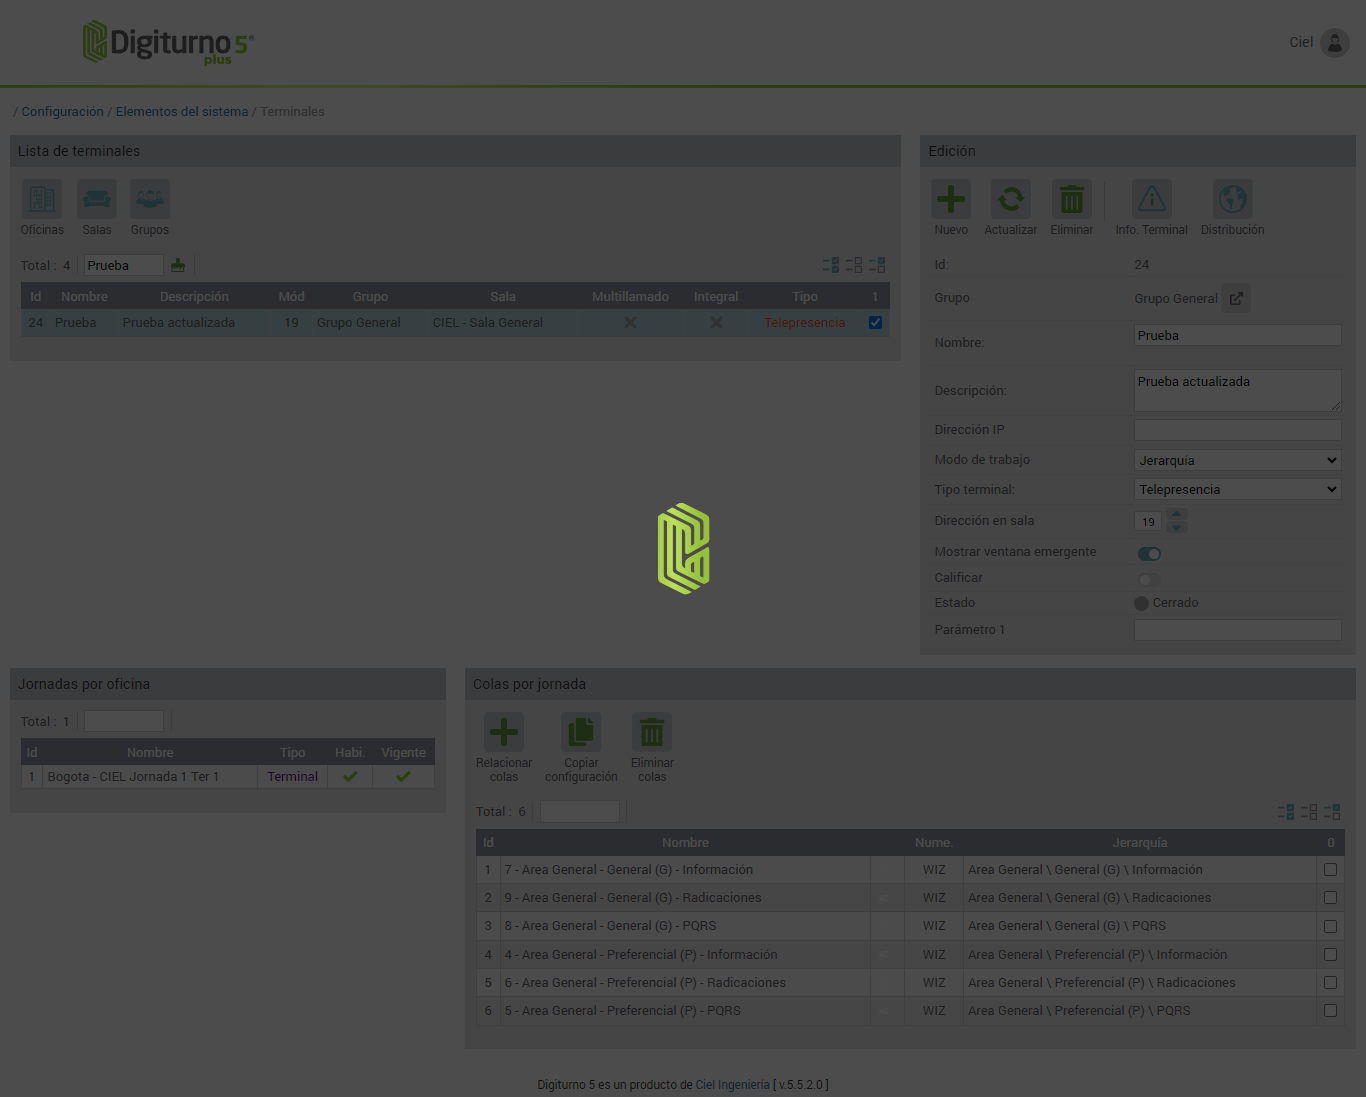 Digiturno 5®
plus
Ciel
/ Configuración / Elementos del sistema / Terminales
Lista de terminales
Oficinas Salas Grupos
Total : 4 Prueba
Id Nombre Descripción Mód Grupo Sala Multillamado Integral Tipo 1
24 Prueba Prueba actualizada 19 Grupo General CIEL - Sala General Telepresencia
Edición
Nuevo Actualizar Eliminar Info. Terminal Distribución
Id: 24
Grupo Grupo General
Nombre: Prueba
Descripción: Prueba actualizada
Dirección IP
Modo de trabajo Jerarquía
Tipo terminal: Telepresencia
Dirección en sala 19
Mostrar ventana emergente
Calificar
Estado Cerrado
Parámetro 1
Jornadas por oficina
Total : 1
Id Nombre Tipo Habi. Vigente
1 Bogota - CIEL Jornada 1 Ter 1 Terminal
Colas por jornada
Relacionar colas Copiar configuración Eliminar colas
Total : 6
Id Nombre Nume. Jerarquía 0
1 7 - Area General - General (G) - Información WIZ Area General \ General (G) \ Información
2 9 - Area General - General (G) - Radicaciones WIZ Area General \ General (G) \ Radicaciones
3 8 - Area General - General (G) - PQRS WIZ Area General \ General (G) \ PQRS
4 4 - Area General - Preferencial (P) - Información WIZ Area General \ Preferencial (P) \ Información
5 6 - Area General - Preferencial (P) - Radicaciones WIZ Area General \ Preferencial (P) \ Radicaciones
6 5 - Area General - Preferencial (P) - PQRS WIZ Area General \ Preferencial (P) \ PQRS
Digiturno 5 es un producto de Ciel Ingeniería [ v.5.5.2.0 ]